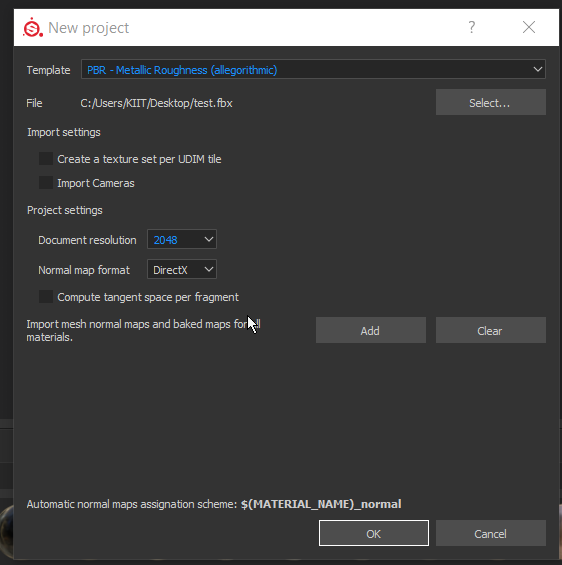 New project
?
Template PBR - Metallic Roughness (allegorithmic)
File C:/Users/KIIT/Desktop/test.fbx Select...
Import settings
Create a texture set per UDIM tile
Import Cameras
Project settings
Document resolution 2048
Normal map format DirectX
Compute tangent space per fragment
Import mesh normal maps and baked maps for all
materials.
Add Clear
Automatic normal maps assignation scheme: $(MATERIAL_NAME)_normal
OK Cancel